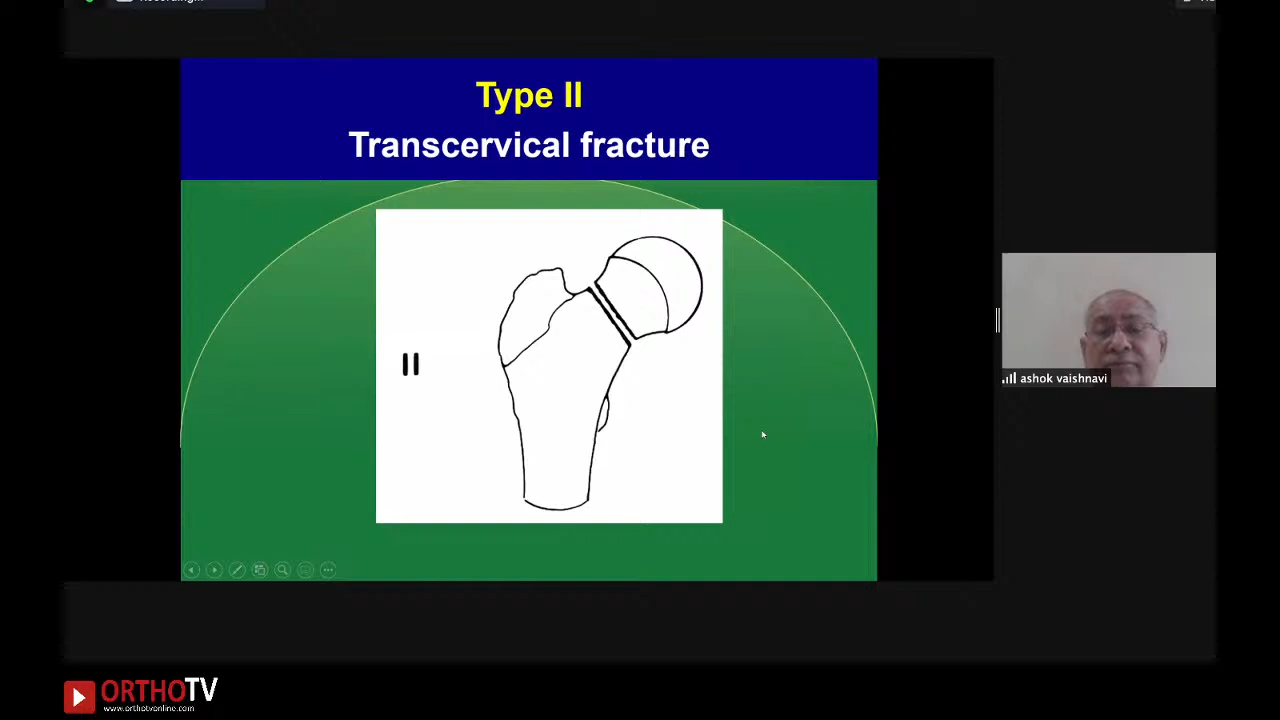 Type II
Transcervical fracture
II
ashok vaishnavi
ORTHOTV
www.orthotvonline.com